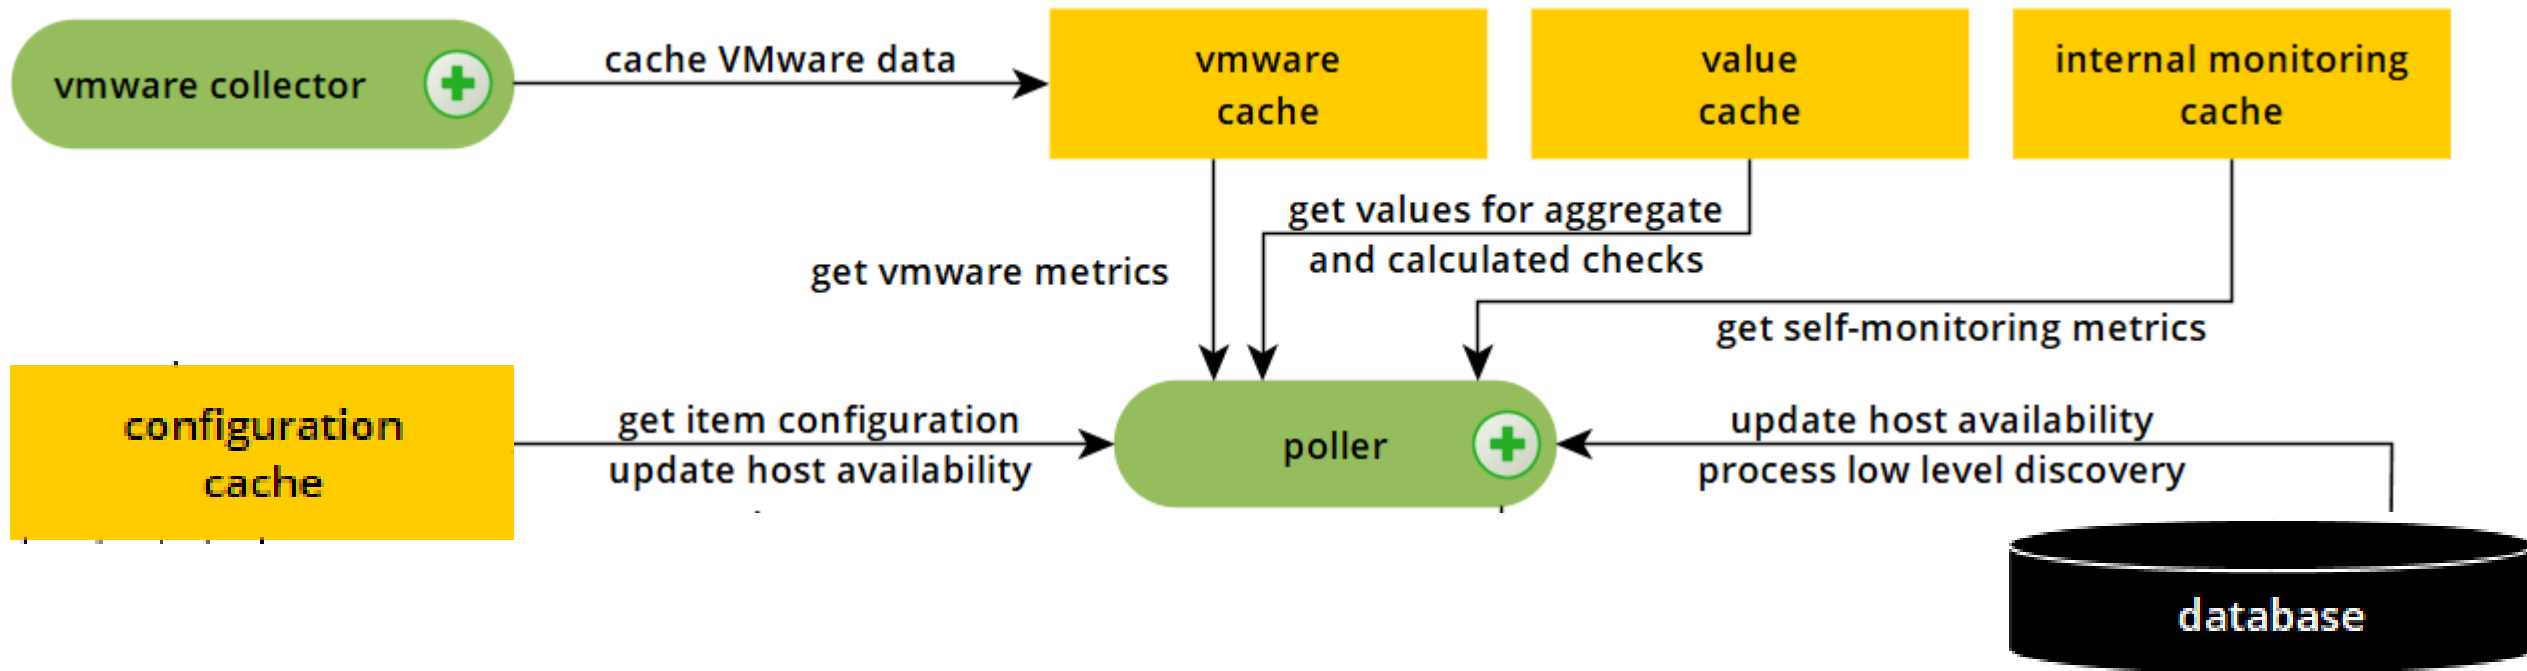 vmware collector
cache VMware data
vmware
cache
value
cache
internal monitoring
cache
get values for aggregate
and calculated checks
get vmware metrics
get self-monitoring metrics
configuration
cache
get item configuration
update host availability
poller
update host availability
process low level discovery
database